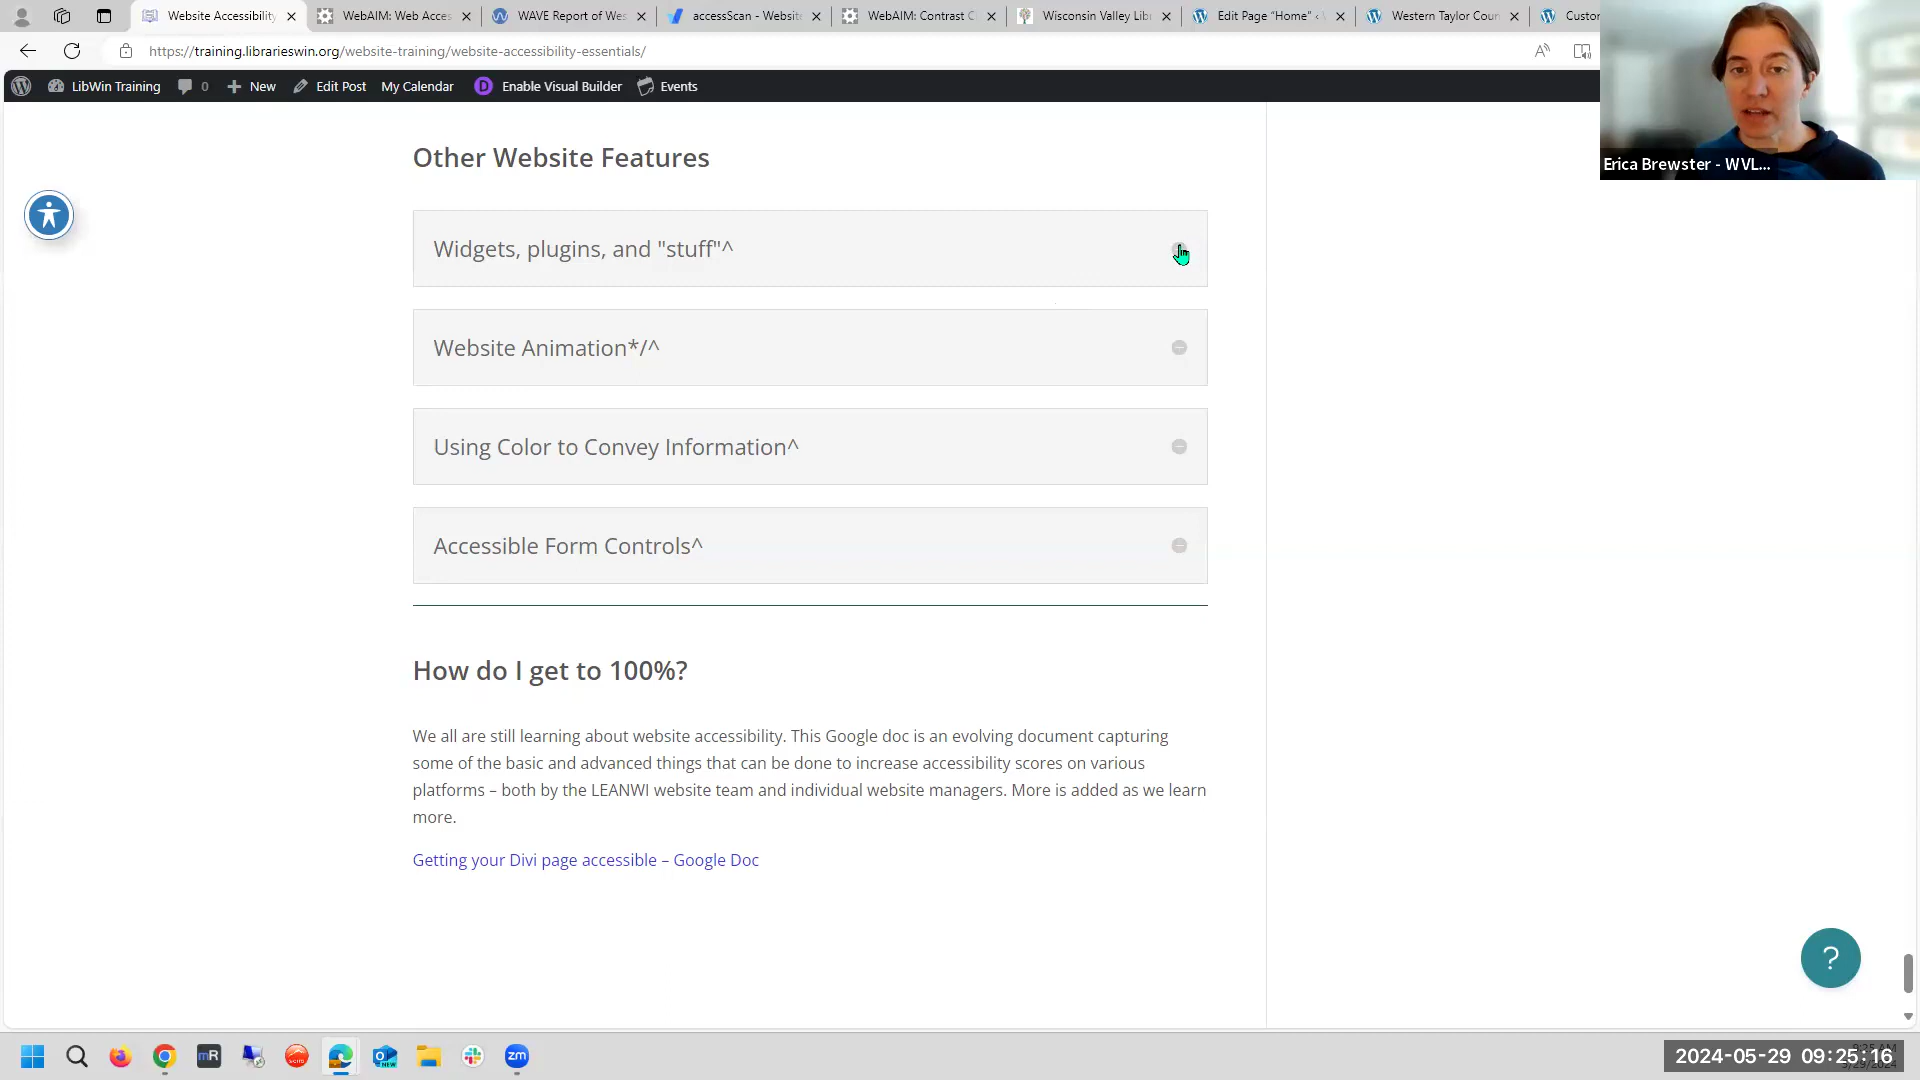 Website Accessibility
WebAIM: Web Acces
WAVE Report of Wes
accessScan - Website
WebAIM: Contrast C
Wisconsin Valley Lib
Edit Page “Home” ‹
Western Taylor Coun
Custo
https://training.librarieswin.org/website-training/website-accessibility-essentials/
LibWin Training
0
New
Edit Post
My Calendar
D
Enable Visual Builder
Events
Erica Brewster - WVL...
Other Website Features
Widgets, plugins, and "stuff"^
Website Animation*/^
Using Color to Convey Information^
Accessible Form Controls^
How do I get to 100%?
We all are still learning about website accessibility. This Google doc is an evolving document capturing
some of the basic and advanced things that can be done to increase accessibility scores on various
platforms – both by the LEANWI website team and individual website managers. More is added as we learn
more.
Getting your Divi page accessible – Google Doc
?
mR
zm
2024-05-29 09:25:16